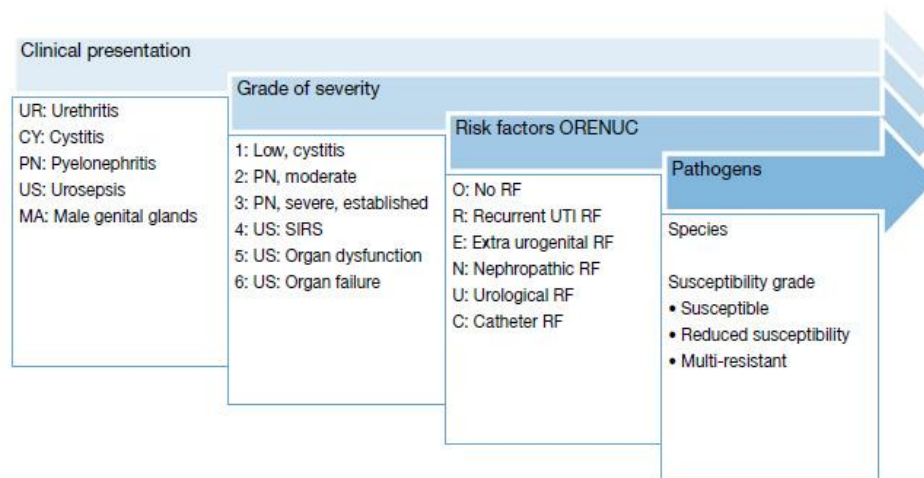 Clinical presentation
UR: Urethritis
CY: Cystitis
PN: Pyelonephritis
US: Urosepsis
MA: Male genital glands
Grade of severity
1: Low, cystitis
2: PN, moderate
3: PN, severe, established
4: US: SIRS
5: US: Organ dysfunction
6: US: Organ failure
Risk factors ORENUC
O: No RF
R: Recurrent UTI RF
E: Extra urogenital RF
N: Nephropathic RF
U: Urological RF
C: Catheter RF
Pathogens
Species
Susceptibility grade
• Susceptible
• Reduced susceptibility
• Multi-resistant